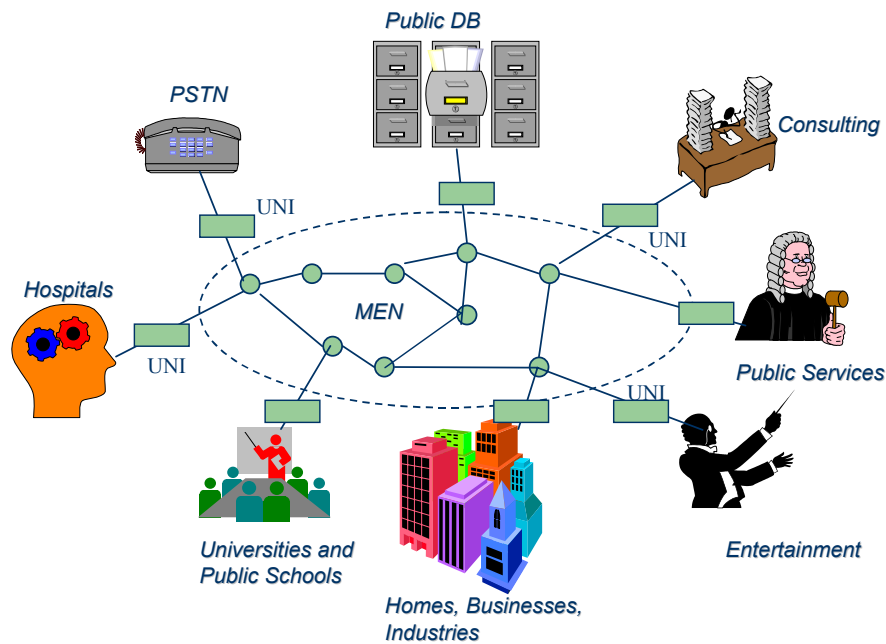 Public DB
PSTN
Consulting
UNI
UNI
Hospitals
MEN
UNI
Public Services
UNI
Universities and
Public Schools
Entertainment
Homes, Businesses,
Industries